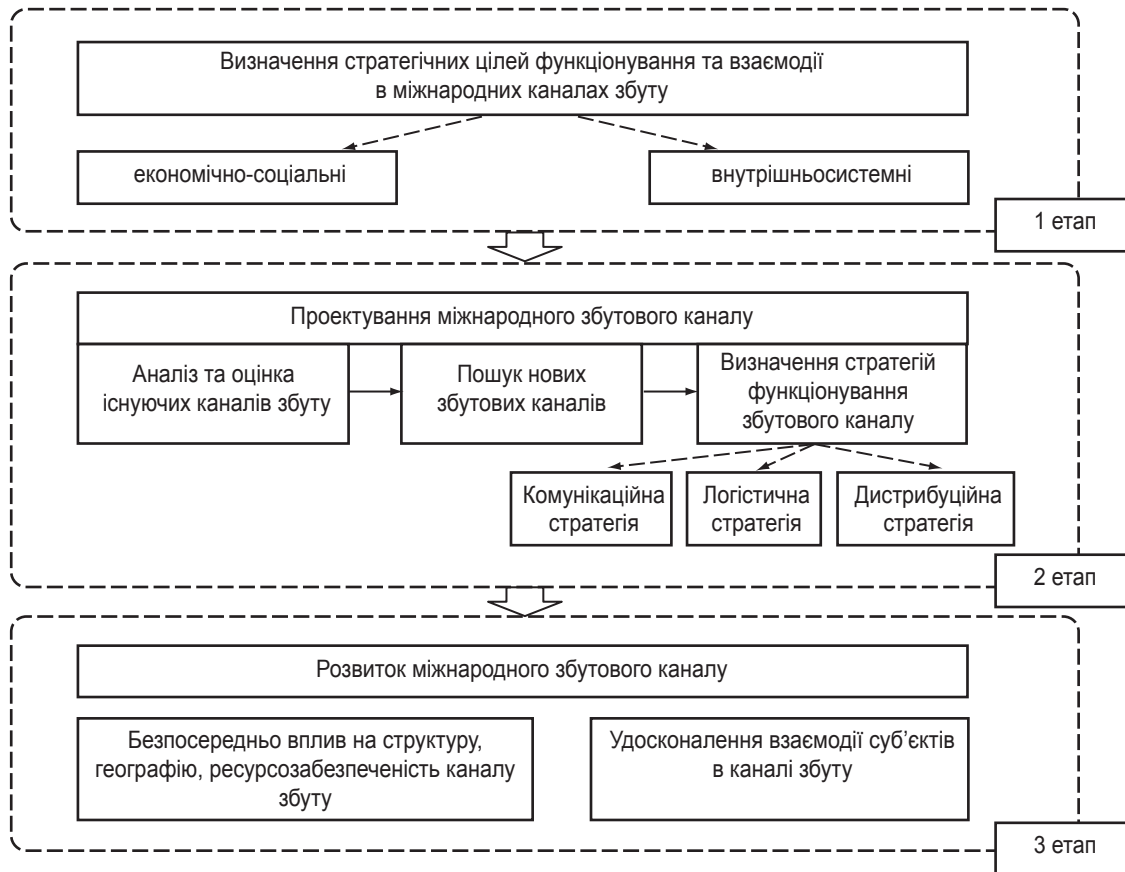 Визначення стратегічних цілей функціонування та взаємодії
в міжнародних каналах збуту
економічно-соціальні
внутрішньосистемні
1 етап
Проектування міжнародного збутового каналу
Аналіз та оцінка
існуючих каналів збуту
Пошук нових
збутових каналів
Визначення стратегій
функціонування
збутового каналу
Комунікаційна
стратегія
Логістична
стратегія
Дистрибуційна
стратегія
2 етап
Розвиток міжнародного збутового каналу
Безпосередньо вплив на структуру,
географію, ресурсозабезпеченість каналу
збуту
Удосконалення взаємодії суб’єктів
в каналі збуту
3 етап